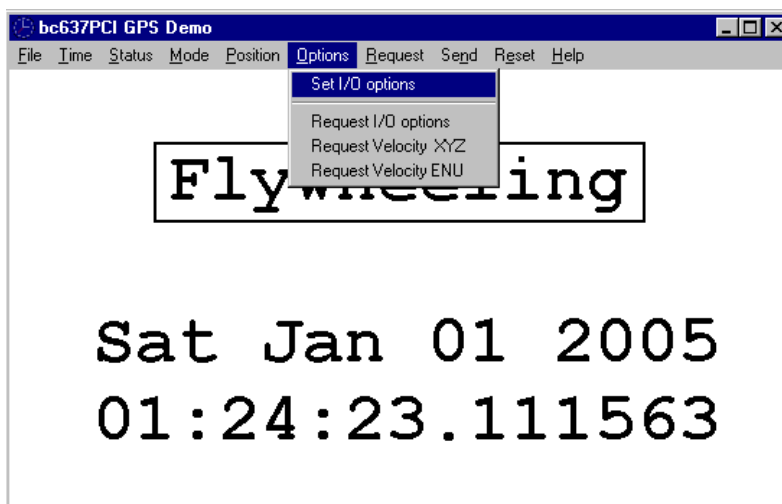 bc637PCI GPS Demo
File Time Status Mode Position Options Request Send Reset Help
Set I/O options
Request I/O options
Request Velocity XYZ
Request Velocity ENU
Flywheeling
Sat Jan 01 2005
01:24:23.111563